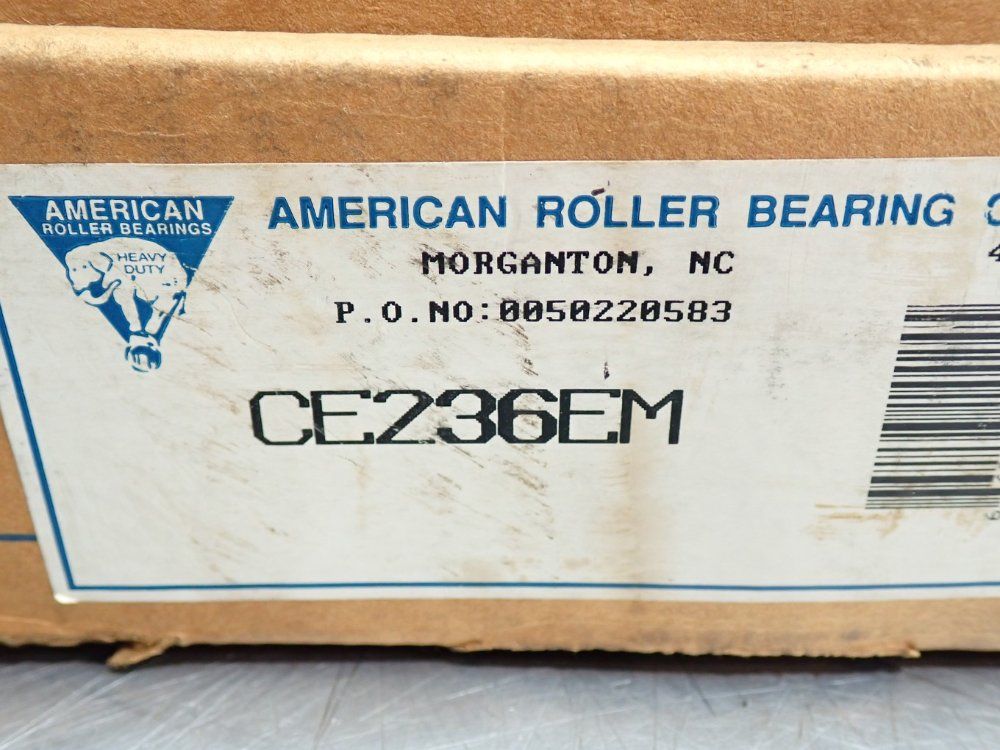 AMERICAN
ROLLER BEARINGS
HEAVY
DUTY
AMERICAN ROLLER BEARING
MORGANTON, NC
P.O.NO:0050220583
CE236EM